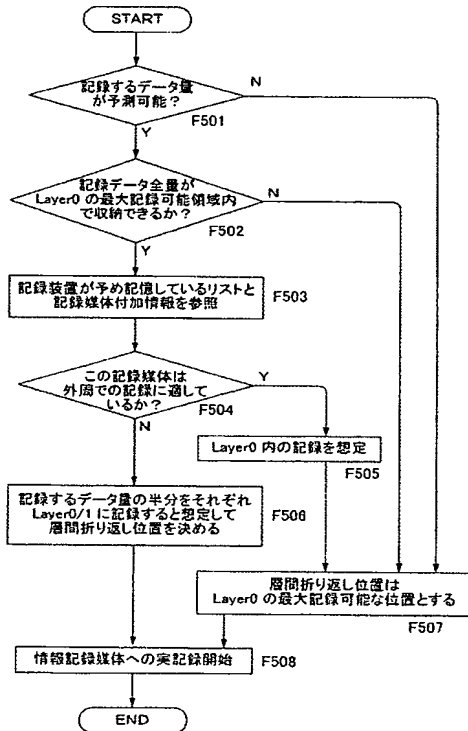 START
記録するデータ量
が予測可能?
N
F501
Y
記録データ全量が
Layer0 の最大記録可能領域内
で収納できるか?
N
F502
Y
記録装置が予め記憶しているリストと
記録媒体付加情報を参照
F503
この記録媒体は
外周での記録に適して
いるか?
Y
F504
N
Layer0 内の記録を想定
F505
記録するデータ量の半分をそれぞれ
Layer0/1 に記録すると想定して
層間折り返し位置を決める
F506
層間折り返し位置は
Layer0 の最大記録可能な位置とする
F507
情報記録媒体への実記録開始
F508
END